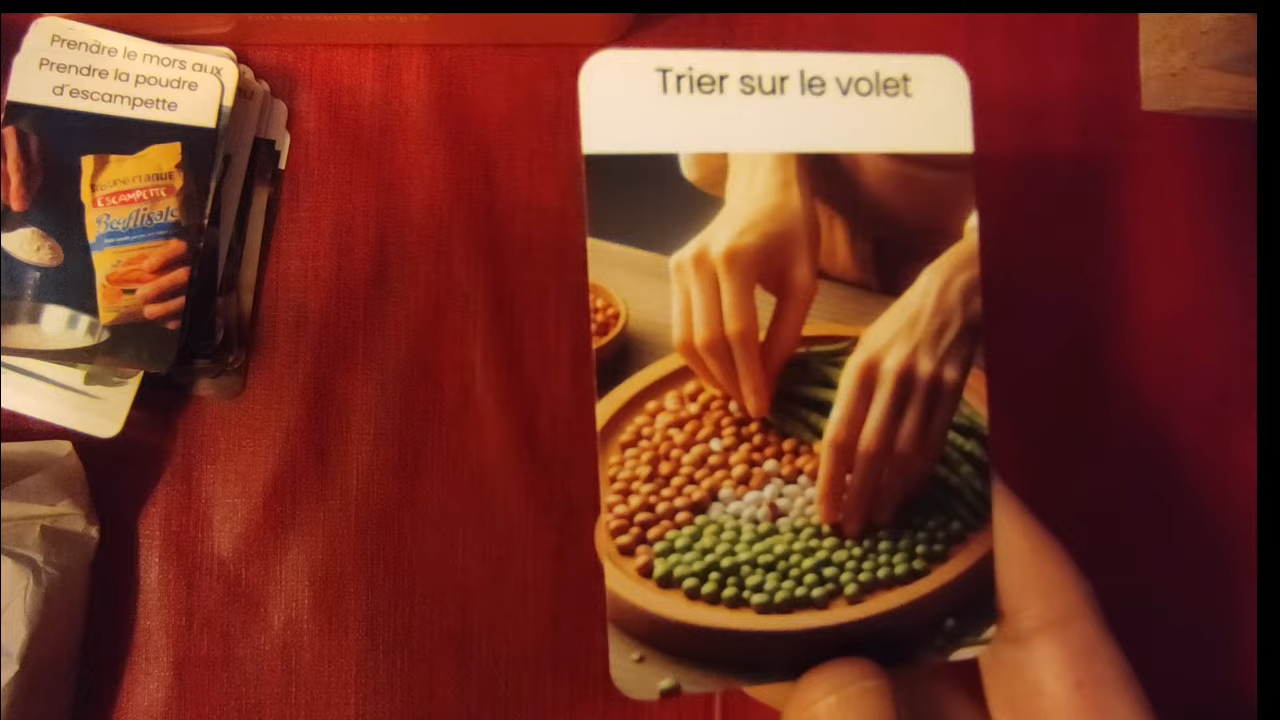 Prendre le mors aux
Prendre la poudre
d'escampette
ESCAMPETTE
Trier sur le volet